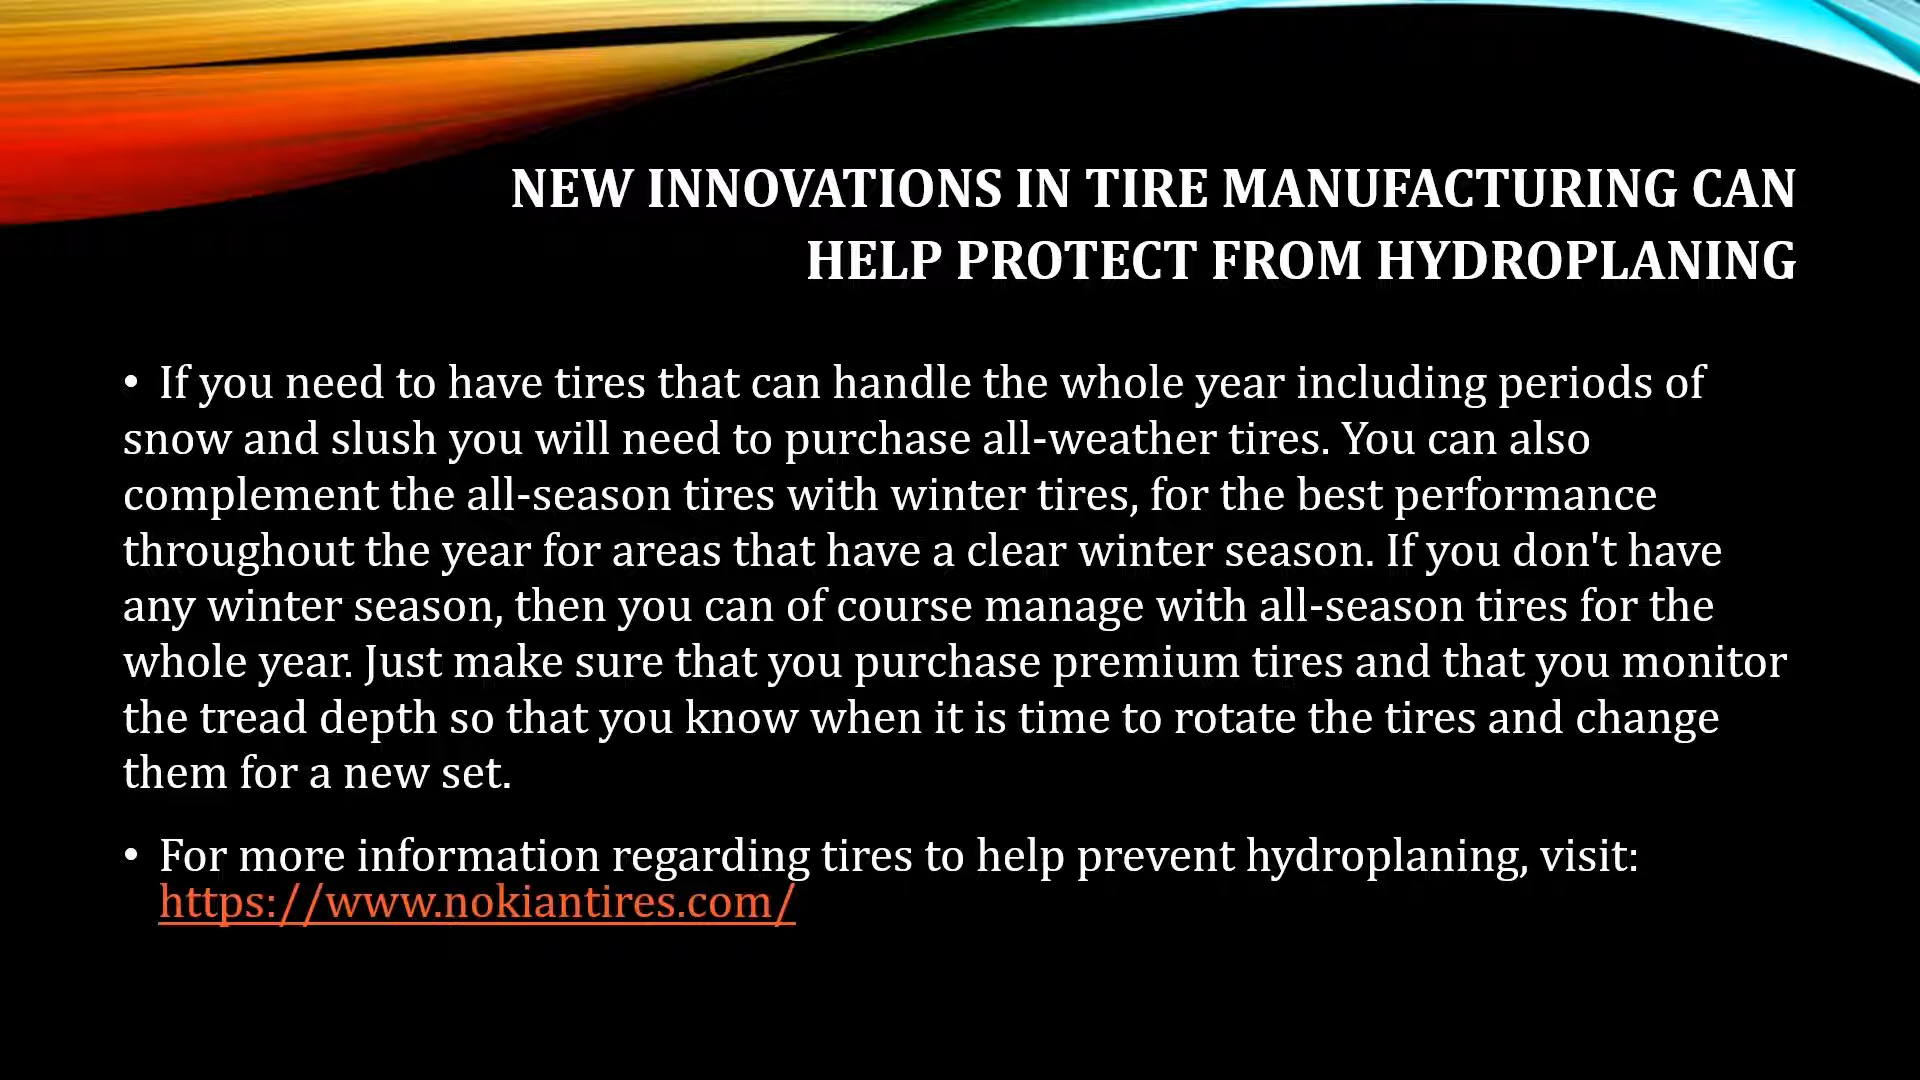 NEW INNOVATIONS IN TIRE MANUFACTURING CAN
HELP PROTECT FROM HYDROPLANING
• If you need to have tires that can handle the whole year including periods of
snow and slush you will need to purchase all-weather tires. You can also
complement the all-season tires with winter tires, for the best performance
throughout the year for areas that have a clear winter season. If you don't have
any winter season, then you can of course manage with all-season tires for the
whole year. Just make sure that you purchase premium tires and that you monitor
the tread depth so that you know when it is time to rotate the tires and change
them for a new set.
• For more information regarding tires to help prevent hydroplaning, visit:
https://www.nokiantires.com/